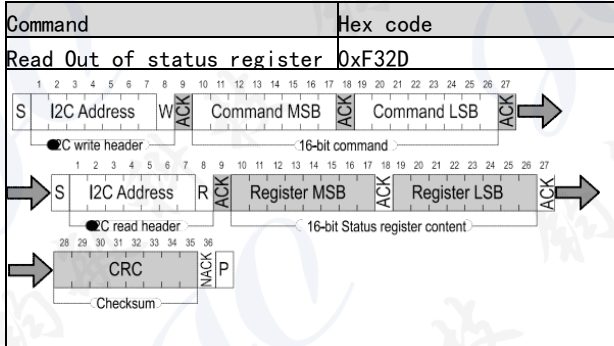 Command Hex code
Read Out of status register 0xF32D
1 2 3 4 5 6 7 8 9 10 11 12 13 14 15 16 17 18 19 20 21 22 23 24 25 26 27
S I2C Address W ACK Command MSB ACK Command LSB ACK
2C write header 16-bit command
1 2 3 4 5 6 7 8 9 10 11 12 13 14 15 16 17 18 19 20 21 22 23 24 25 26 27
S I2C Address R ACK Register MSB ACK Register LSB ACK
2C read header 16-bit Status register content
28 29 30 31 32 33 34 35 36
CRC NACK P
Checksum